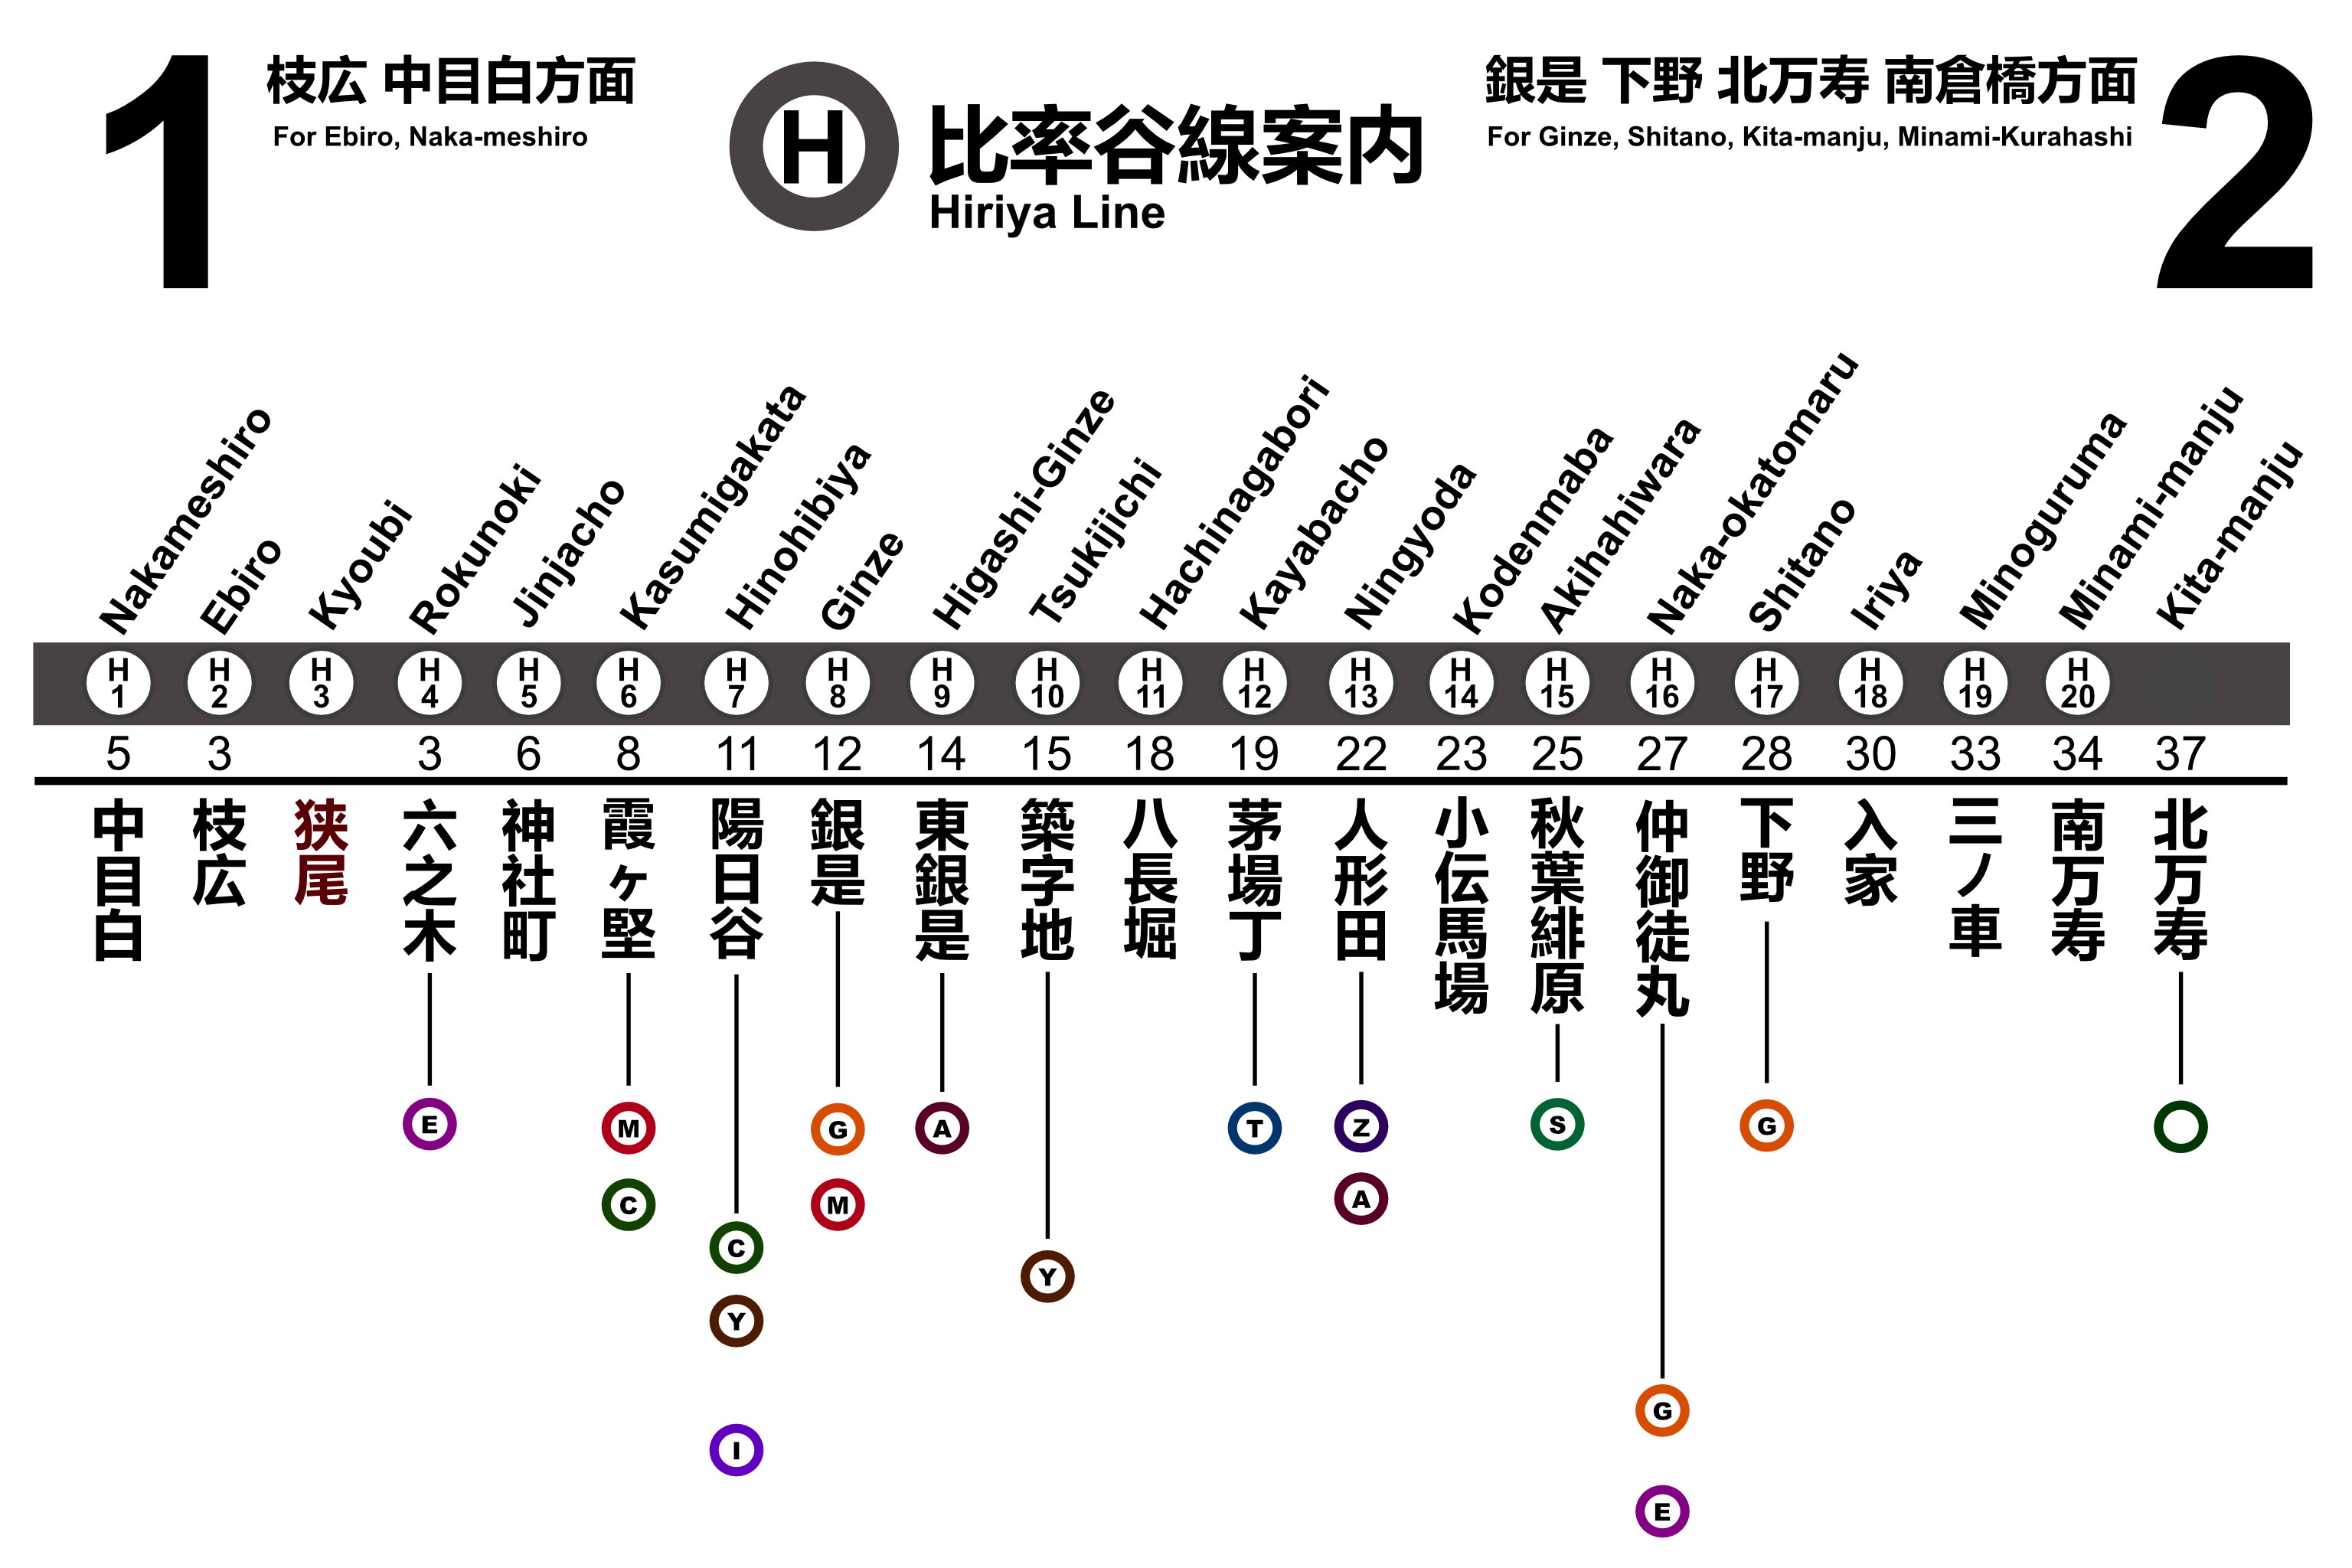 1
枝広 中目白方面
For Ebiro, Naka-meshiro
H
比率谷線案内
Hiriya Line
銀是 下野 北万寿 南倉橋方面
For Ginze, Shitano, Kita-manju, Minami-Kurahashi
2
Nakameshiro
Ebiro
Kyoubi
Rokunoki
Jinjacho
Kasumigakata
Hinohibiya
Ginze
Higashi-Ginze
Tsukijichi
Hachinagabori
Kayabacho
Ningyoda
Kodenmaba
Akihahiwara
Naka-okatomaru
Shitano
Iriya
Minoguruma
Minami-manju
Kita-manju
H 1
H 2
H 3
H 4
H 5
H 6
H 7
H 8
H 9
H 10
H 11
H 12
H 13
H 14
H 15
H 16
H 17
H 18
H 19
H 20
5 3 3 6 8 11 12 14 15 18 19 22 23 25 27 28 30 33 34 37
中目白
枝広
狭尾
六之木
神社町
霞ヶ堅
陽日谷
銀是
東銀是
築字地
八長堀
茅場丁
人形田
小伝馬場
秋葉緋原
仲御徒丸
下野
入家
三ノ車
南万寿
北万寿
E
M
C
C
Y
I
G
M
A
Y
T
Z
A
S
G
E
G